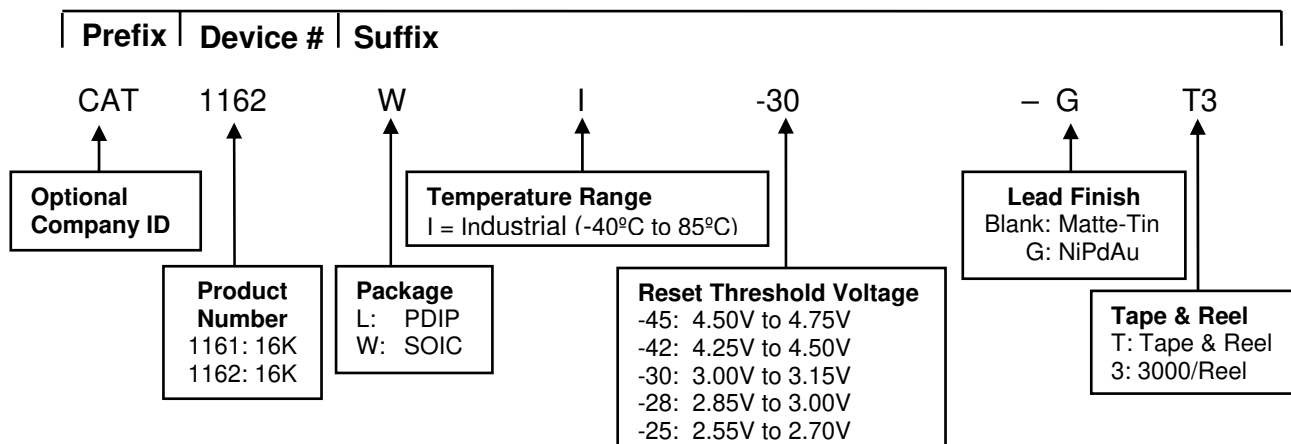 Prefix Device # Suffix
CAT 1162 W I -30 – G T3
Optional
Company ID
Temperature Range
I = Industrial (-40ºC to 85ºC)
Lead Finish
Blank: Matte-Tin
G: NiPdAu
Product
Number
1161: 16K
1162: 16K
Package
L: PDIP
W: SOIC
Reset Threshold Voltage
-45: 4.50V to 4.75V
-42: 4.25V to 4.50V
-30: 3.00V to 3.15V
-28: 2.85V to 3.00V
-25: 2.55V to 2.70V
Tape & Reel
T: Tape & Reel
3: 3000/Reel